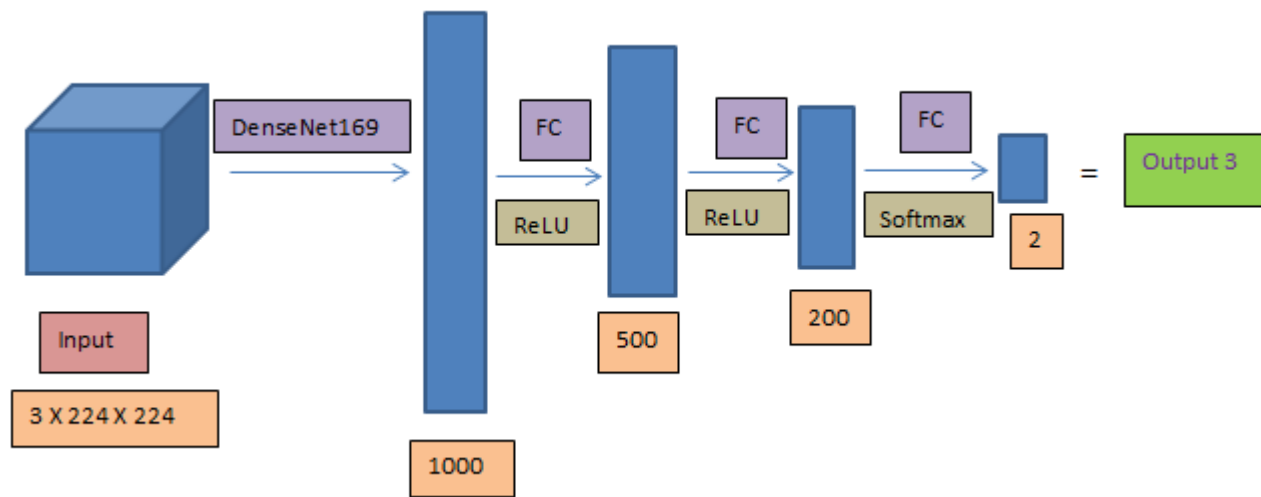 DenseNet169
FC
FC
FC
ReLU
ReLU
Softmax
=
Output 3
2
Input
500
200
3 X 224 X 224
1000